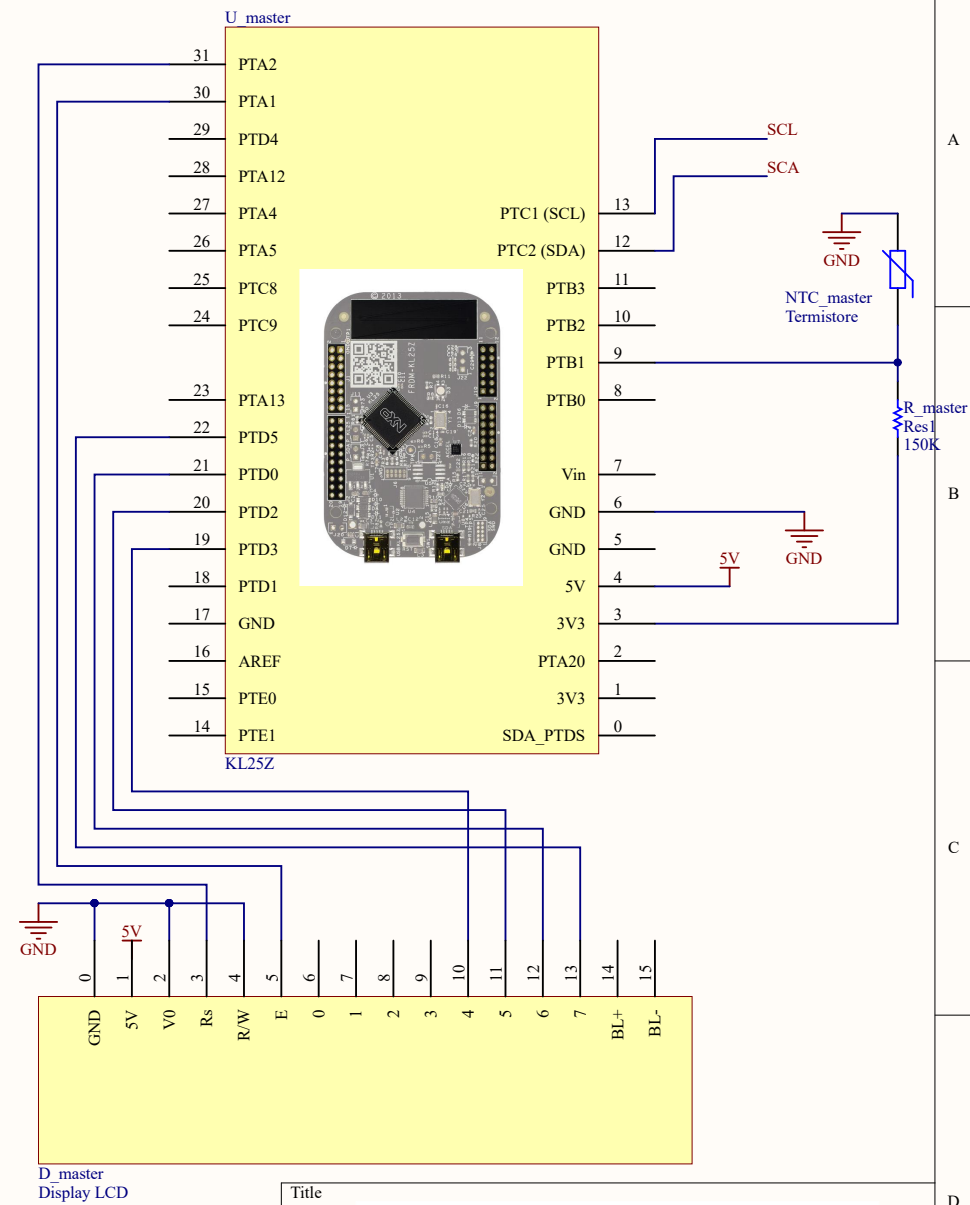 U_master
31 PTA2
30 PTA1
29 PTD4
28 PTA12
27 PTA4
26 PTA5
25 PTC8
24 PTC9
23 PTA13
22 PTD5
21 PTD0
20 PTD2
19 PTD3
18 PTD1
17 GND
16 AREF
15 PTE0
14 PTE1
PTC1 (SCL) 13
PTC2 (SDA) 12
PTB3 11
PTB2 10
PTB1 9
PTB0 8
Vin 7
GND 6
GND 5
5V 4
3V3 3
PTA20 2
3V3 1
SDA_PTDS 0
KL25Z
© 2013
FRDM-KL25Z
NXP
SCL
SCA
GND
NTC_master
Termistore
R_master
Res1
150K
GND
5V
A
B
C
D
GND
5V
0 1 2 3 4 5 6 7 8 9 10 11 12 13 14 15
GND 5V V0 Rs R/W E 0 1 2 3 4 5 6 7 BL+ BL-
D_master
Display LCD
Title